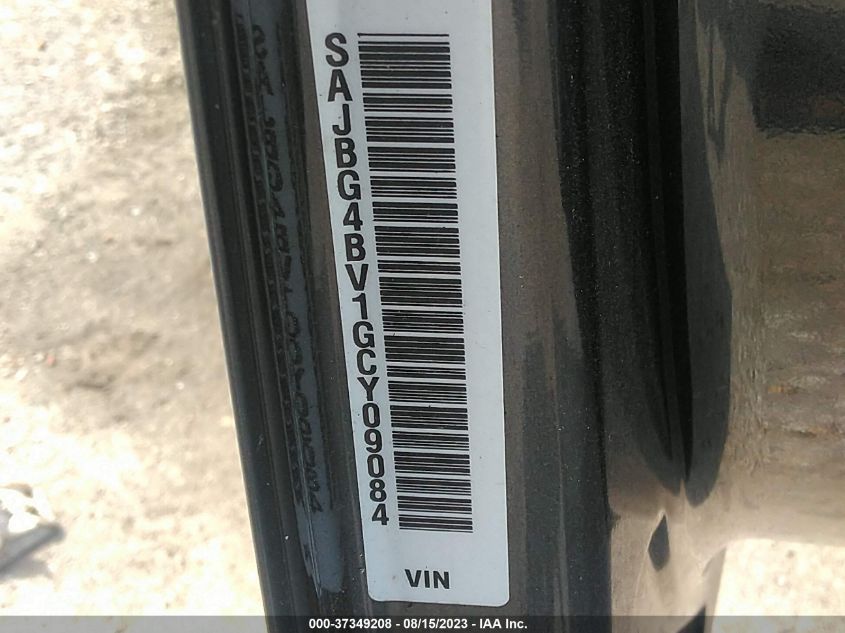 SAJBG4BV1GCY09084
VIN
000-37349208 - 08/15/2023 - IAA Inc.